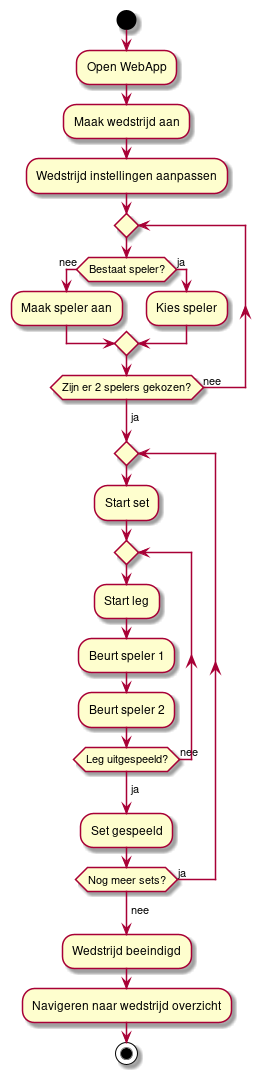 Open WebApp
Maak wedstrijd aan
Wedstrijd instellingen aanpassen
nee
Bestaat speler?
ja
Maak speler aan
Kies speler
Zijn er 2 spelers gekozen?
nee
ja
Start set
Start leg
Beurt speler 1
Beurt speler 2
Leg uitgespeeld?
nee
ja
Set gespeeld
Nog meer sets?
ja
nee
Wedstrijd beeindigd
Navigeren naar wedstrijd overzicht